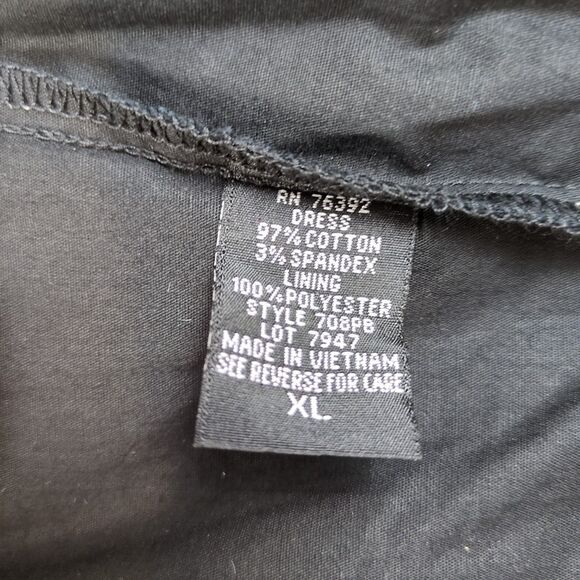 RN 76392
DRESS
97% COTTON
3% SPANDEX
LINING
100% POLYESTER
STYLE 708PB
LOT 7947
MADE IN VIETNAM
SEE REVERSE FOR CARE
XL